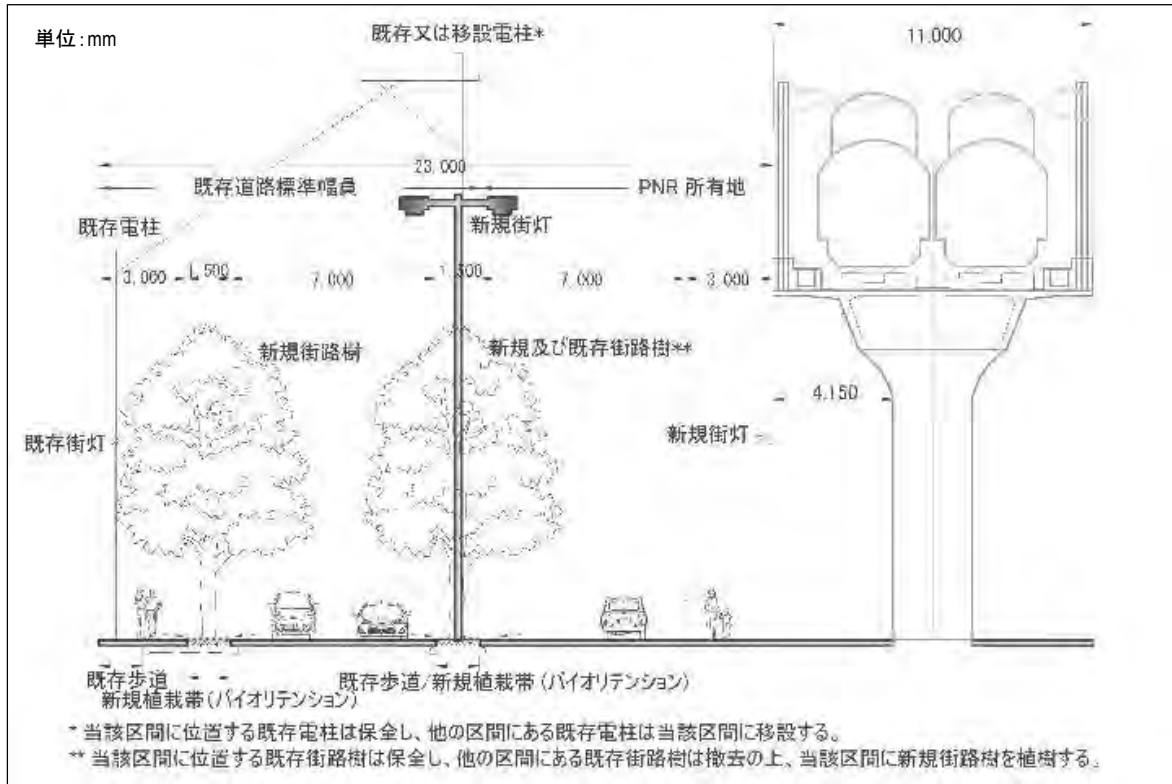 単位:mm
既存又は移設電柱*
11.000
23,000
既存道路標準幅員
PNR 所有地
既存電柱
新規街灯
3,000
1,500
7,000
1,500
7,000
3,000
新規街路樹
新規及び既存街路樹**
4.150
既存街灯
新規街灯
既存歩道
新規植栽帯(バイオリテンション)
既存歩道/新規植栽帯(バイオリテンション)
* 当該区間に位置する既存電柱は保全し、他の区間にある既存電柱は当該区間に移設する。
** 当該区間に位置する既存街路樹は保全し、他の区間にある既存街路樹は撤去の上、当該区間に新規街路樹を植樹する。